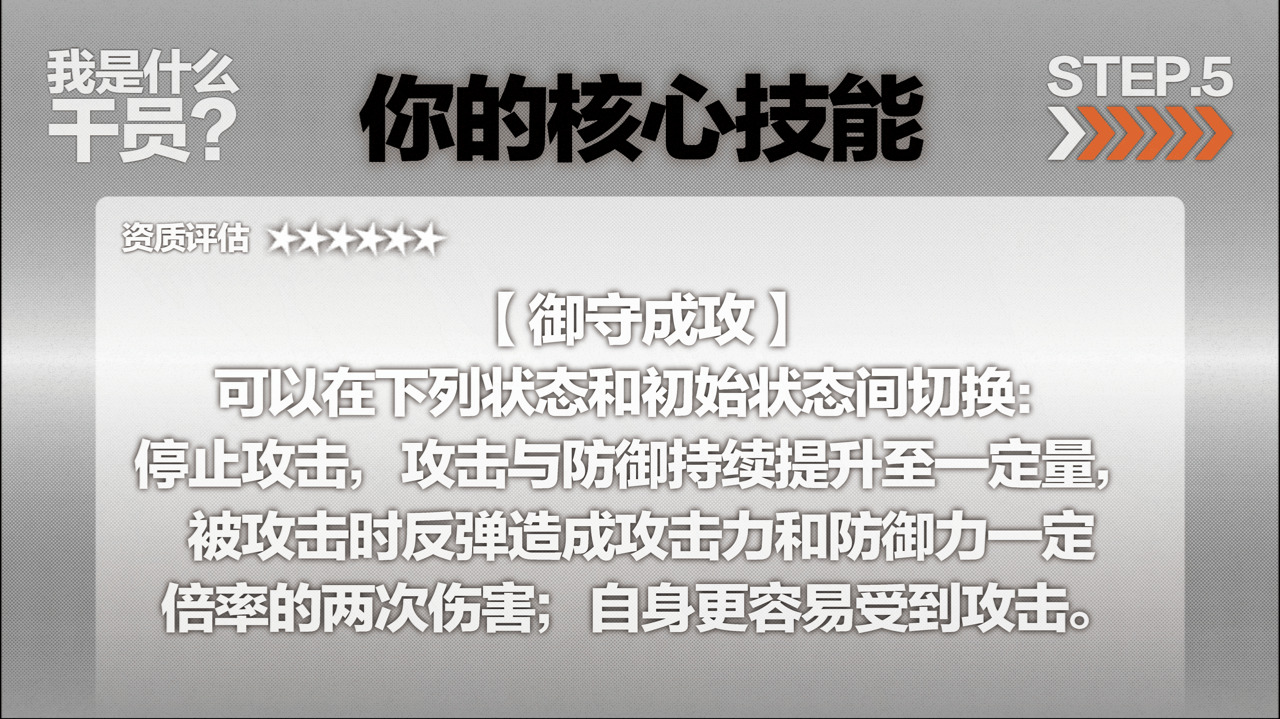 我是什么
干员?
你的核心技能
STEP.5
资质评估 ★★★★★★
【御守成攻】
可以在下列状态和初始状态间切换:
停止攻击，攻击与防御持续提升至一定量，
被攻击时反弹造成攻击力和防御力一定
倍率的两次伤害；自身更容易受到攻击。